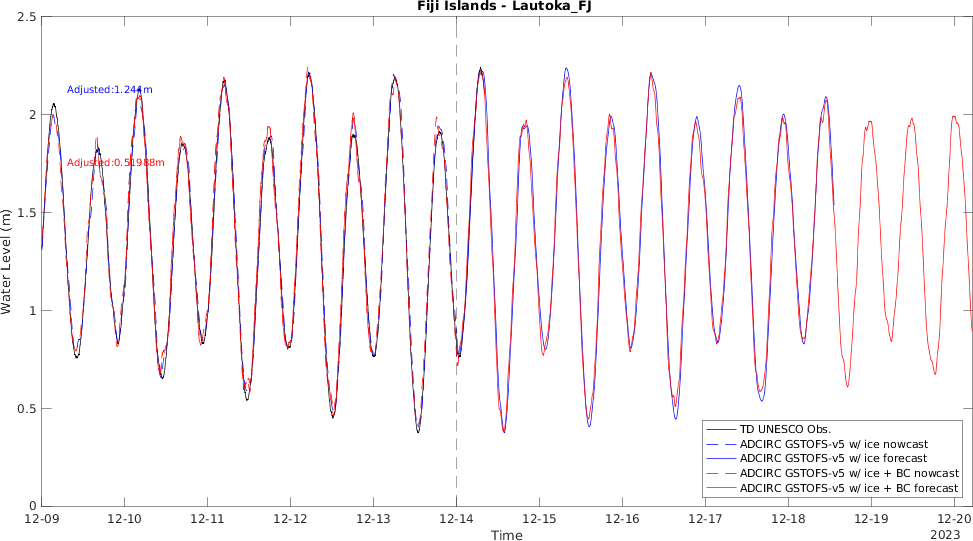 Fiji Islands - Lautoka_FJ
2.5
2
1.5
1
0.5
0
Water Level (m)
Adjusted:1.244m
Adjusted:0.51988m
TD UNESCO Obs.
ADCIRC GSTOFS-v5 w/ ice nowcast
ADCIRC GSTOFS-v5 w/ ice forecast
ADCIRC GSTOFS-v5 w/ ice + BC nowcast
ADCIRC GSTOFS-v5 w/ ice + BC forecast
12-09 12-10 12-11 12-12 12-13 12-14 12-15 12-16 12-17 12-18 12-19 12-20
2023
Time